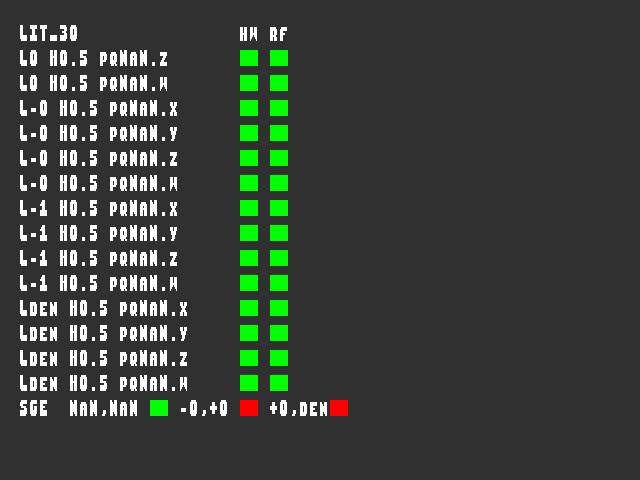 LIT_30 HW RF
L0 H0.5 PQNAN.Z
L0 H0.5 PQNAN.W
L-0 H0.5 PQNAN.X
L-0 H0.5 PQNAN.Y
L-0 H0.5 PQNAN.Z
L-0 H0.5 PQNAN.W
L-1 H0.5 PQNAN.X
L-1 H0.5 PQNAN.Y
L-1 H0.5 PQNAN.Z
L-1 H0.5 PQNAN.W
LDEN H0.5 PQNAN.X
LDEN H0.5 PQNAN.Y
LDEN H0.5 PQNAN.Z
LDEN H0.5 PQNAN.W
SGE NAN,NAN -0,+0 +0,DEN